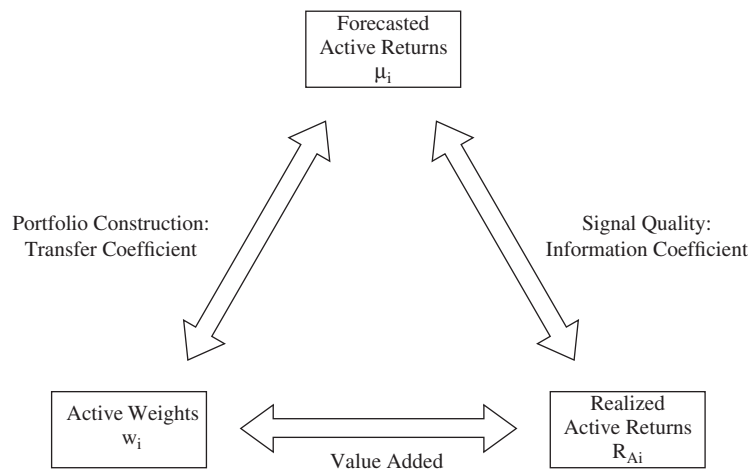 Forecasted
Active Returns
μi
Portfolio Construction:
Transfer Coefficient
Signal Quality:
Information Coefficient
Active Weights
wi
Realized
Active Returns
RAi
Value Added